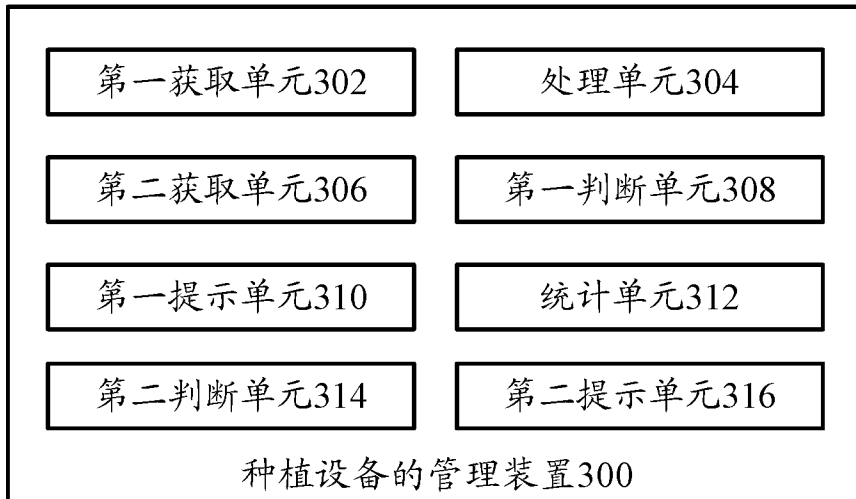 第一获取单元302
处理单元304
第二获取单元306
第一判断单元308
第一提示单元310
统计单元312
第二判断单元314
第二提示单元316
种植设备的管理装置300